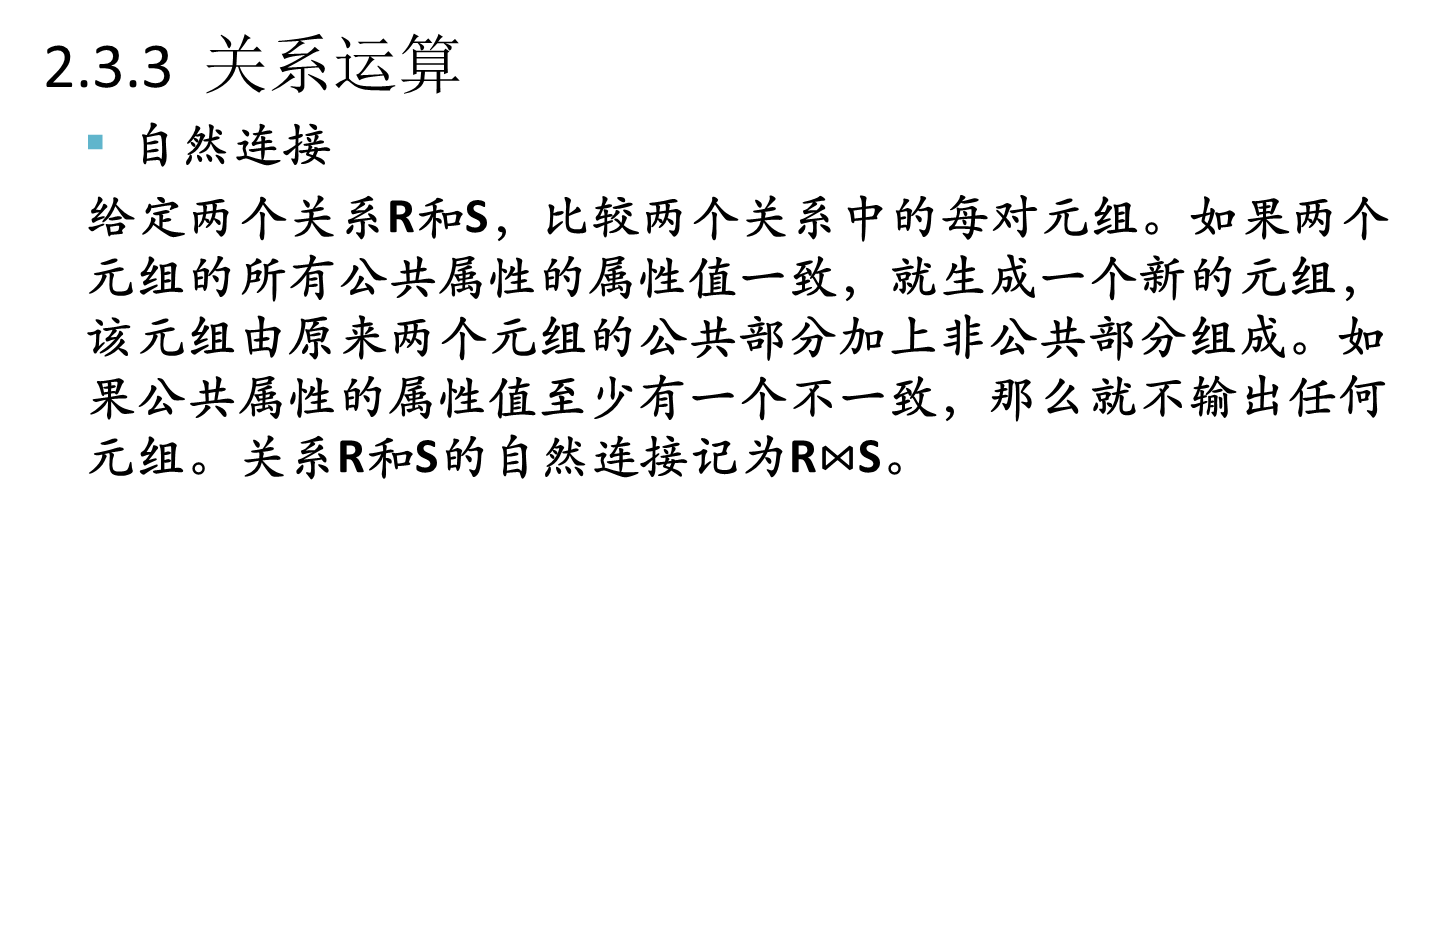 2.3.3 关系运算
自然连接
给定两个关系R和S，比较两个关系中的每对元组。如果两个
元组的所有公共属性的属性值一致，就生成一个新的元组，
该元组由原来两个元组的公共部分加上非公共部分组成。如
果公共属性的属性值至少有一个不一致，那么就不输出任何
元组。关系R和S的自然连接记为R⋈S。